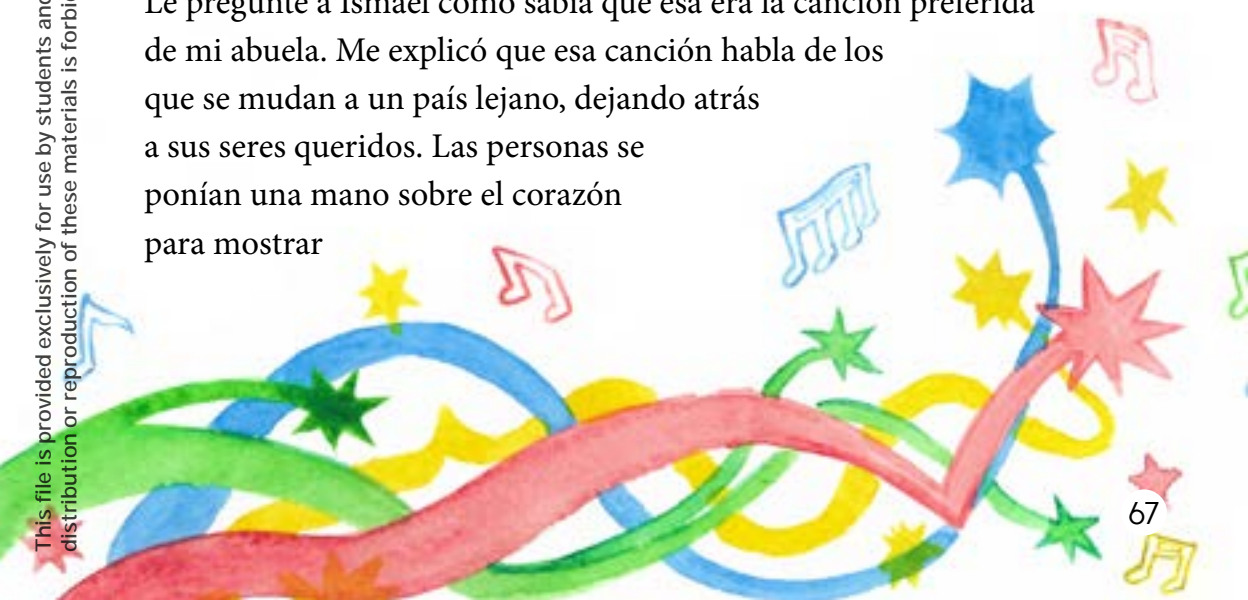 Le pregunté a Ismael cómo sabía que esa era la canción preferida
de mi abuela. Me explicó que esa canción habla de los
que se mudan a un país lejano, dejando atrás
a sus seres queridos. Las personas se
ponían una mano sobre el corazón
para mostrar
67
This file is provided exclusively for use by students and
distribution or reproduction of these materials is